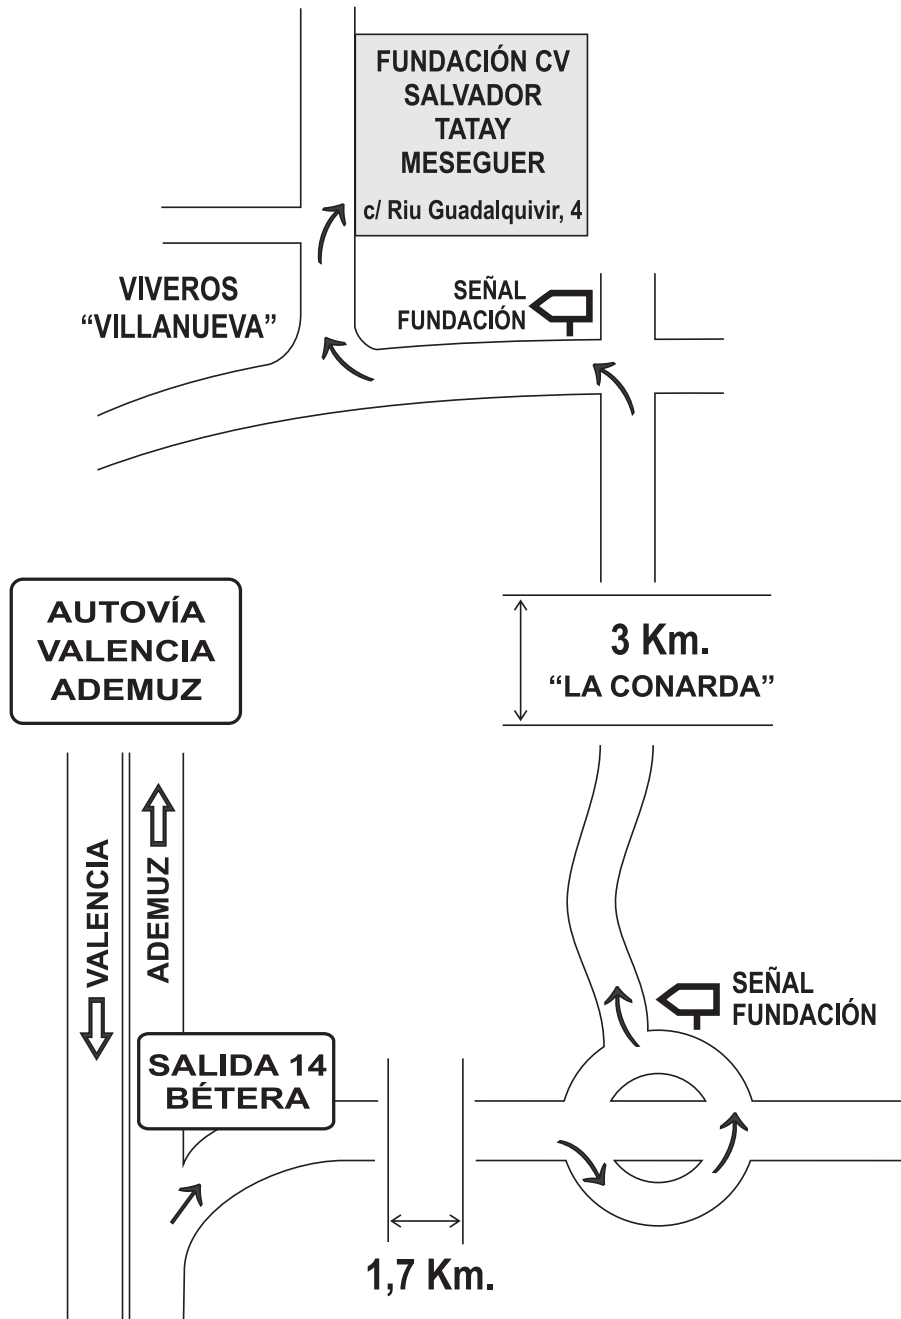 FUNDACIÓN CV
SALVADOR
TATAY
MESEGUER
c/ Riu Guadalquivir, 4
VIVEROS
“VILLANUEVA”
SEÑAL
FUNDACIÓN
AUTOVÍA
VALENCIA
ADEMUZ
3 Km.
“LA CONARDA”
VALENCIA
ADEMUZ
SEÑAL
FUNDACIÓN
SALIDA 14
BÉTERA
1,7 Km.